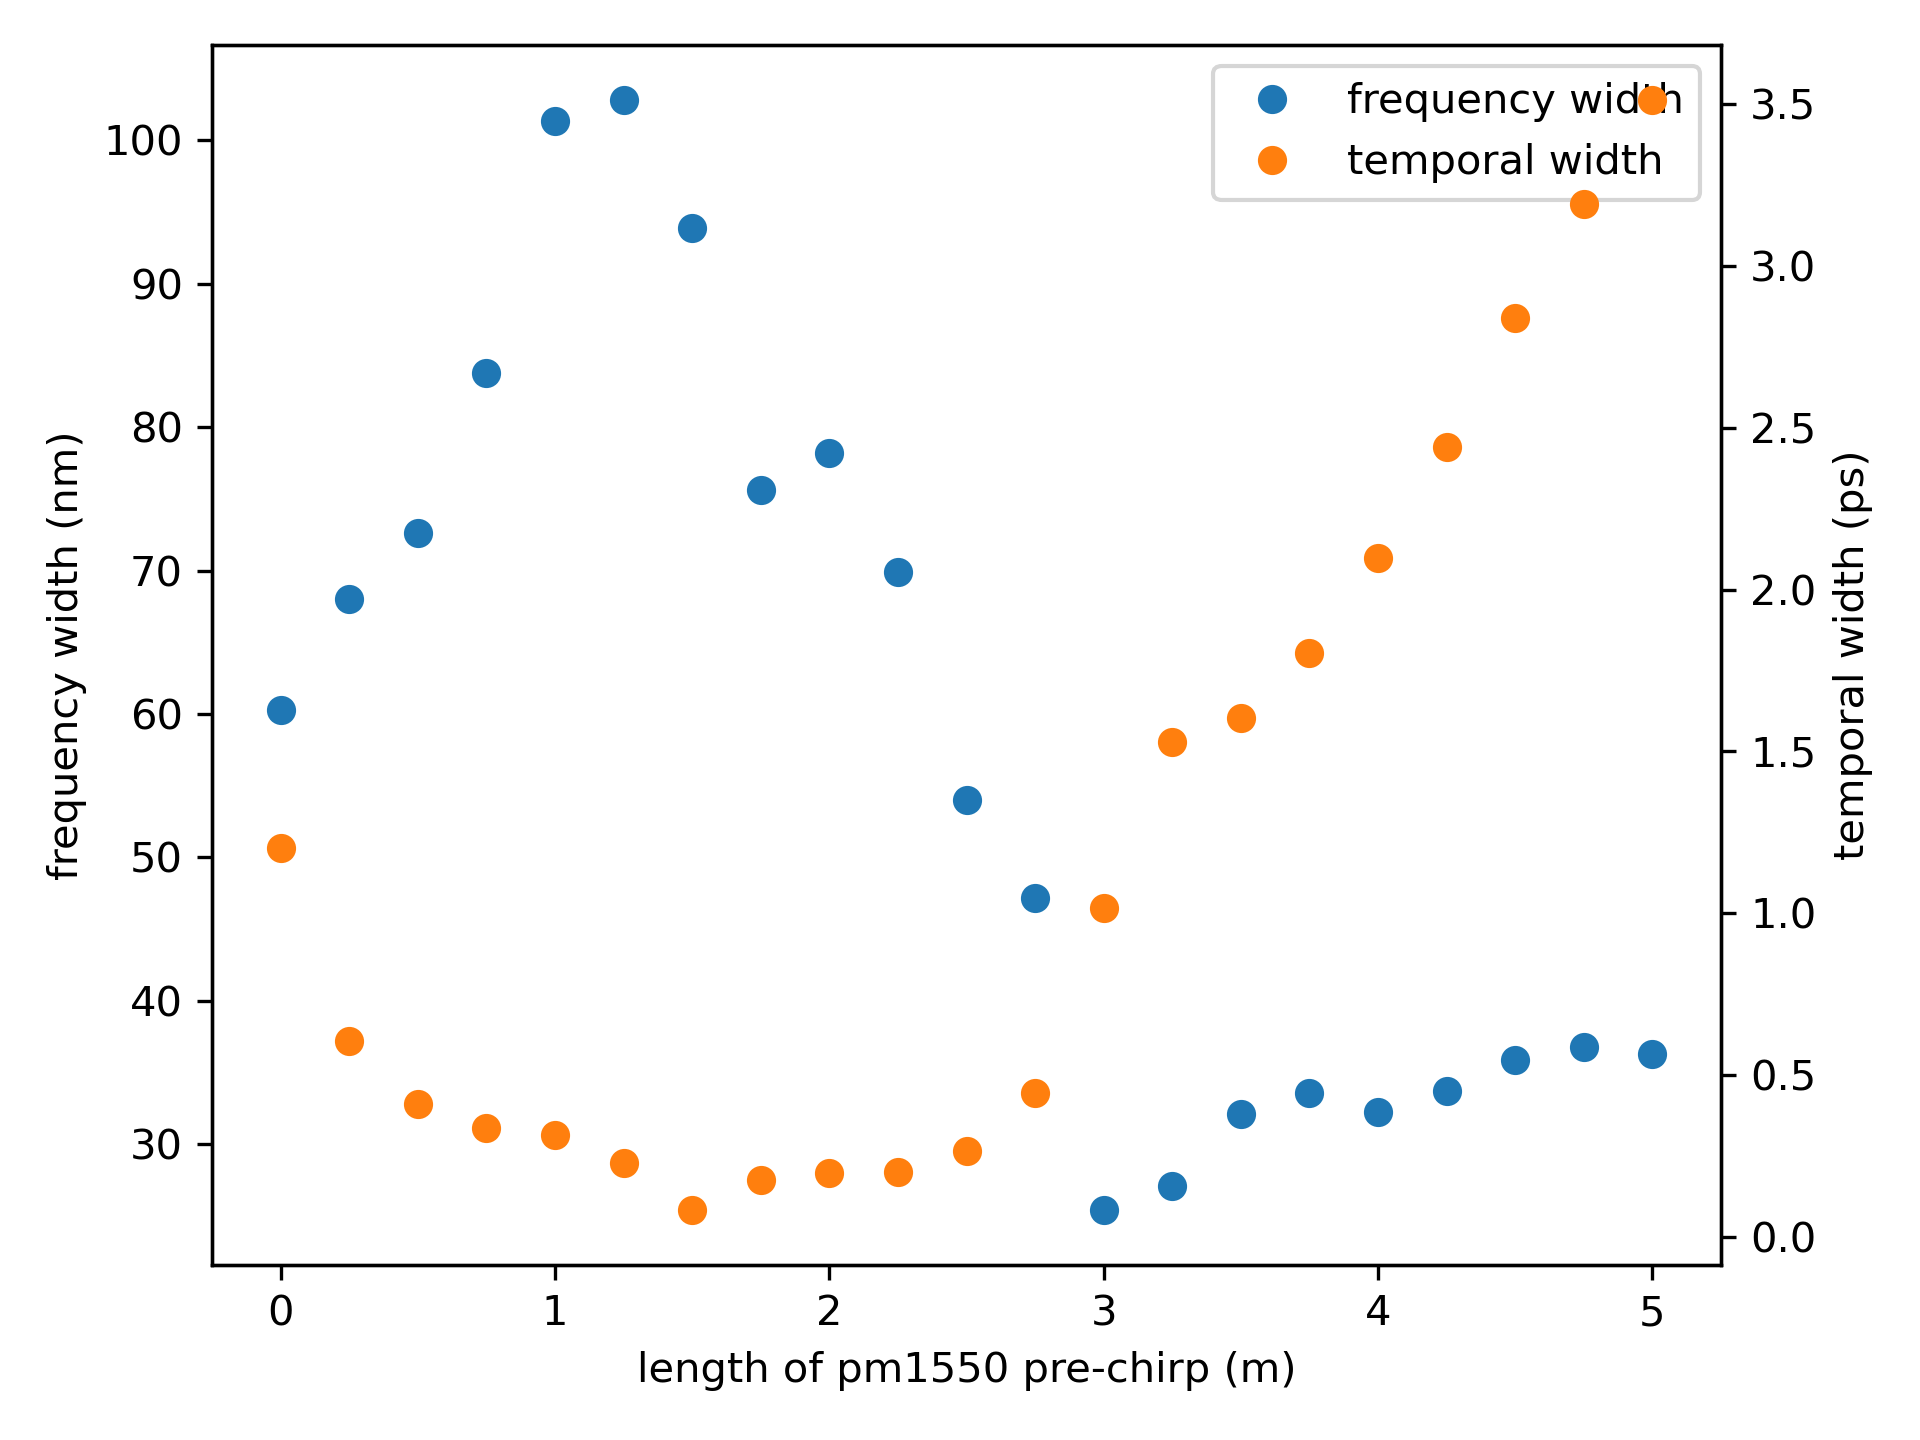 frequency width
temporal width
100
90
80
70
60
50
40
30
frequency width (nm)
3.5
3.0
2.5
2.0
1.5
1.0
0.5
0.0
temporal width (ps)
0 1 2 3 4 5
length of pm1550 pre-chirp (m)